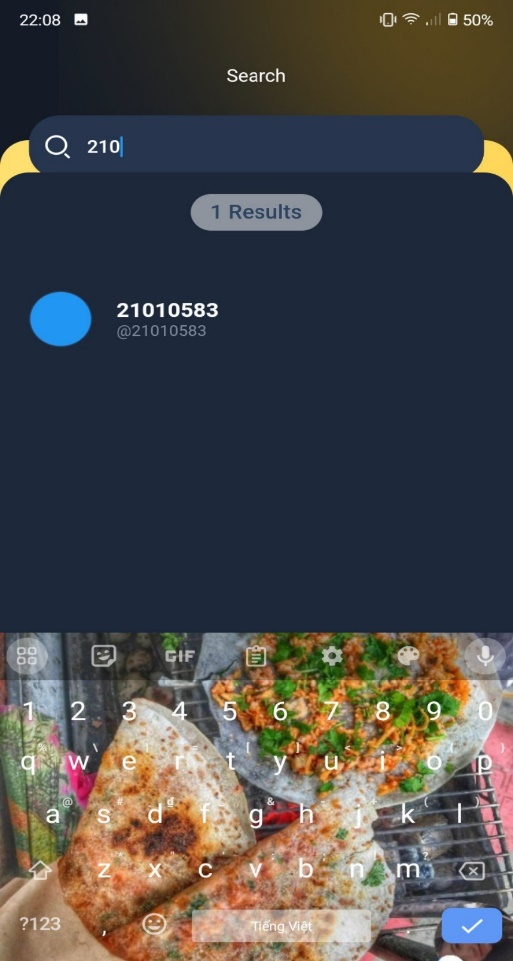 22:08 50%
Search
210
1 Results
21010583
@21010583
GIF
1 2 3 4 5 6 7 8 9 0
q w e r t y u i o p
a s d f g h j k l
z x c v b n m
?123 , Tiếng Việt .